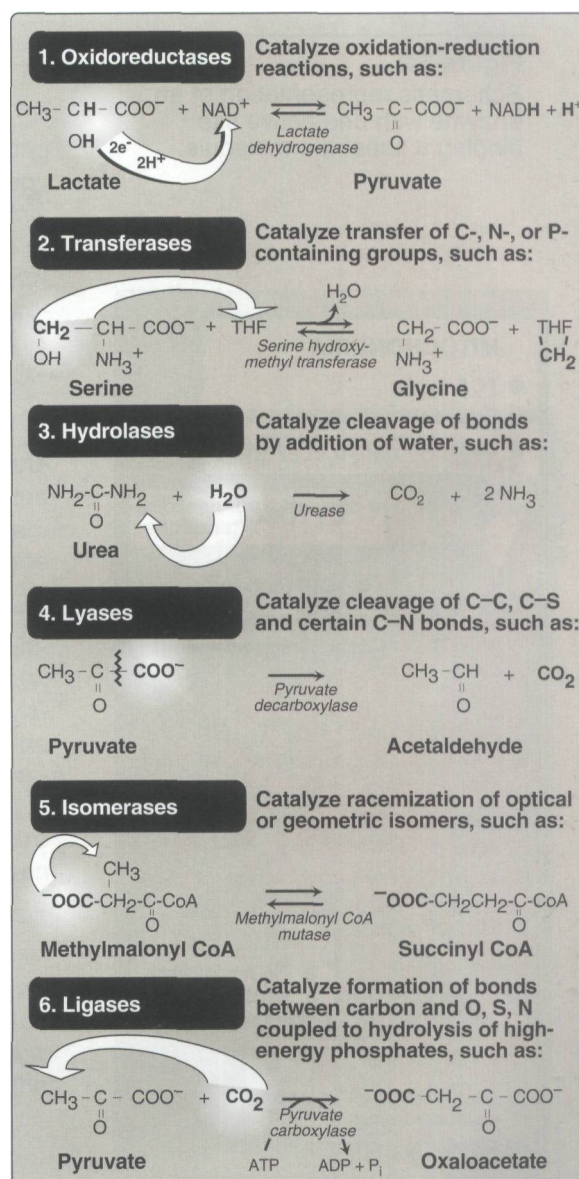 1. Oxidoreductases
Catalyze oxidation-reduction
reactions, such as:
CH₃- CH- COO⁻ + NAD⁺ ⇌ CH₃- C- COO⁻ + NADH + H⁺
OH 2e⁻ 2H⁺ Lactate O
dehydrogenase
Lactate Pyruvate
2. Transferases
Catalyze transfer of C-, N-, or P-
containing groups, such as:
H₂O
CH₂ – CH- COO⁻ + THF ⇌ CH₂- COO⁻ + THF
OH NH₃⁺ Serine hydroxy- NH₃⁺ CH₂
methyl transferase
Serine Glycine
3. Hydrolases
Catalyze cleavage of bonds
by addition of water, such as:
NH₂-C-NH₂ + H₂O → CO₂ + 2 NH₃
O Urease
Urea
4. Lyases
Catalyze cleavage of C–C, C–S
and certain C–N bonds, such as:
CH₃- C - COO⁻ → CH₃- CH + CO₂
O Pyruvate O
decarboxylase
Pyruvate Acetaldehyde
5. Isomerases
Catalyze racemization of optical
or geometric isomers, such as:
CH₃
⁻OOC-CH₂-C-CoA ⇌ ⁻OOC-CH₂CH₂-C-CoA
O Methylmalonyl CoA O
mutase
Methylmalonyl CoA Succinyl CoA
6. Ligases
Catalyze formation of bonds
between carbon and O, S, N
coupled to hydrolysis of high-
energy phosphates, such as:
CH₃- C - COO⁻ + CO₂ → ⁻OOC -CH₂ - C - COO⁻
O Pyruvate O
carboxylase
Pyruvate ATP ADP + Pᵢ Oxaloacetate